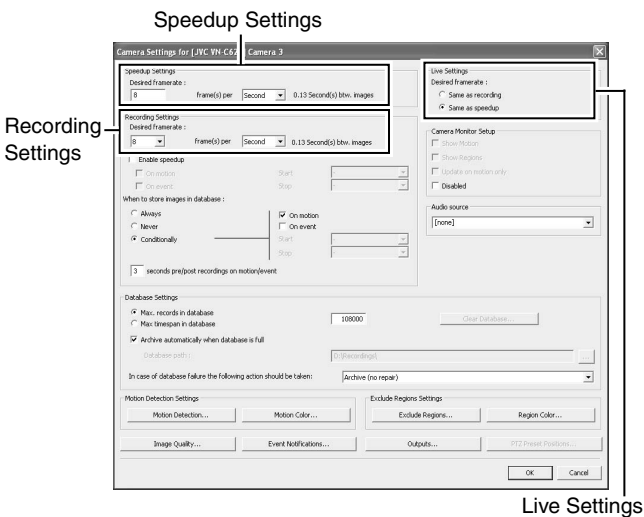 Speedup Settings
Camera Settings for [JVC VN-C62 Camera 3
Speedup Settings
Desired framerate :
8 frame(s) per Second 0.13 Second(s) btw. images
Live Settings
Desired framerate :
Same as recording
Same as speedup
Recording
Settings
Recording Settings
Desired framerate :
8 frame(s) per Second 0.13 Second(s) btw. images
Enable speedup
On motion Start
On event Stop
When to store images in database :
Always
Never
Conditionally
On motion
On event
Start
Stop
3 seconds pre/post recordings on motion/event
Camera Monitor Setup
Show Motion
Show Regions
Update on motion only
Disabled
Audio source
[none]
Database Settings
Max. records in database
Max timespan in database
108000
Clear Database...
Archive automatically when database is full
Database path : D:\Recordings\ ...
In case of database failure the following action should be taken: Archive (no repair)
Motion Detection Settings
Motion Detection... Motion Color...
Exclude Regions Settings
Exclude Regions... Region Color...
Image Quality... Event Notifications... Outputs... PTZ Preset Positions...
OK Cancel
Live Settings